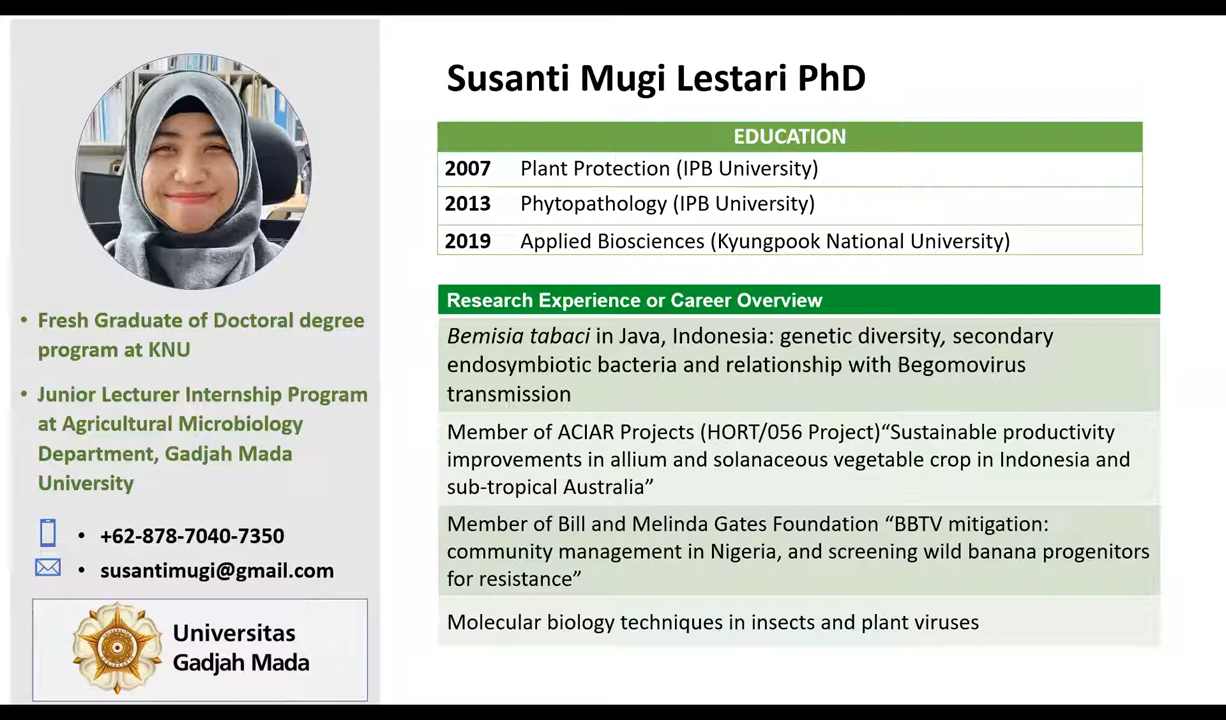 Susanti Mugi Lestari PhD
EDUCATION
2007 Plant Protection (IPB University)
2013 Phytopathology (IPB University)
2019 Applied Biosciences (Kyungpook National University)
Research Experience or Career Overview
Bemisia tabaci in Java, Indonesia: genetic diversity, secondary
endosymbiotic bacteria and relationship with Begomovirus
transmission
Member of ACIAR Projects (HORT/056 Project)“Sustainable productivity
improvements in allium and solanaceous vegetable crop in Indonesia and
sub-tropical Australia”
Member of Bill and Melinda Gates Foundation “BBTV mitigation:
community management in Nigeria, and screening wild banana progenitors
for resistance”
Molecular biology techniques in insects and plant viruses
• Fresh Graduate of Doctoral degree
program at KNU
• Junior Lecturer Internship Program
at Agricultural Microbiology
Department, Gadjah Mada
University
• +62-878-7040-7350
• susantimugi@gmail.com
Universitas
Gadjah Mada